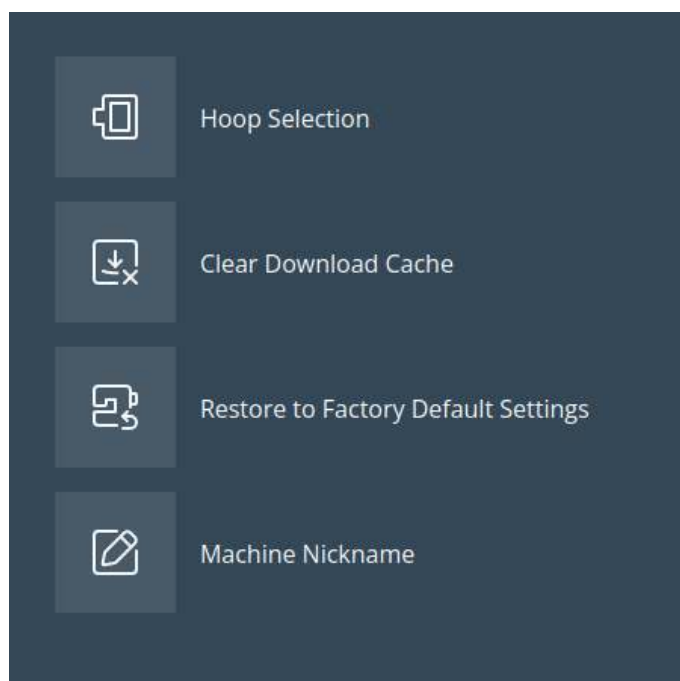 Hoop Selection
Clear Download Cache
Restore to Factory Default Settings
Machine Nickname